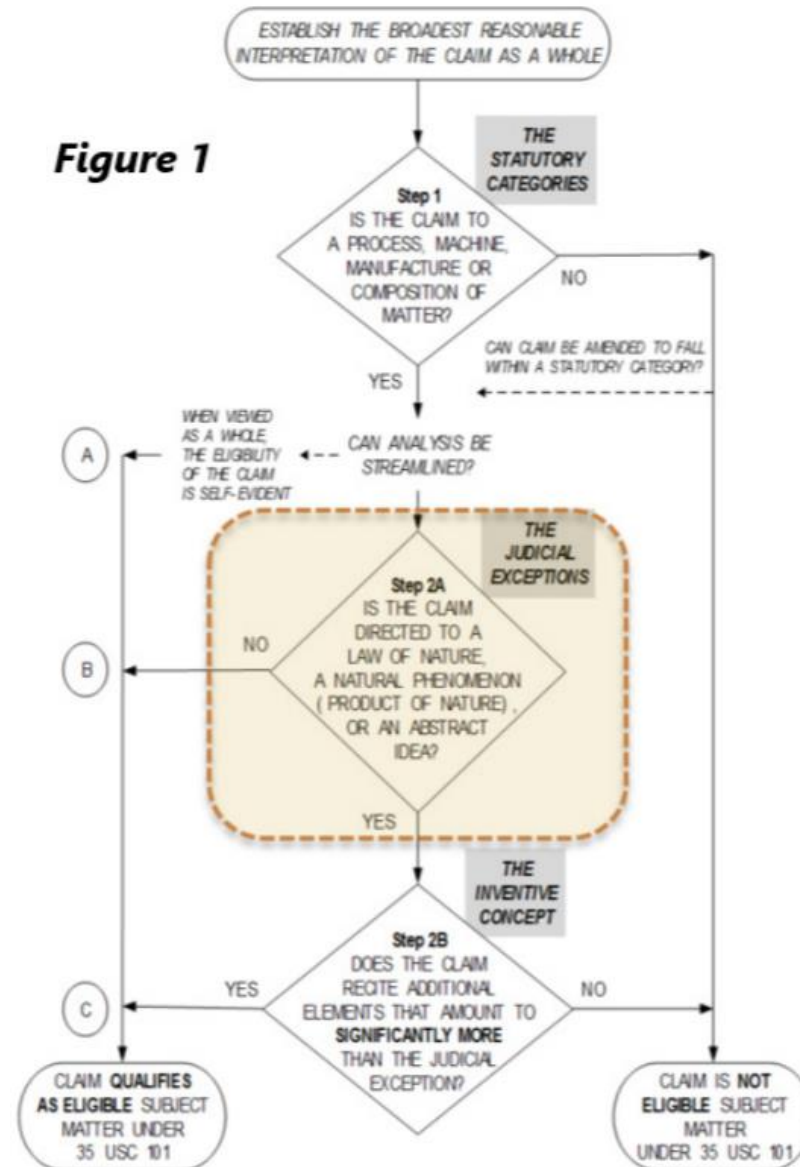 ESTABLISH THE BROADEST REASONABLE
INTERPRETATION OF THE CLAIM AS A WHOLE
Figure 1
THE
STATUTORY
CATEGORIES
Step 1
IS THE CLAIM TO
A PROCESS, MACHINE,
MANUFACTURE OR
COMPOSITION OF
MATTER?
NO
YES
CAN CLAIM BE AMENDED TO FALL
WITHIN A STATUTORY CATEGORY?
A
WHEN VIEWED
AS A WHOLE,
THE ELIGIBILITY
OF THE CLAIM
IS SELF-EVIDENT
CAN ANALYSIS BE
STREAMLINED?
THE
JUDICIAL
EXCEPTIONS
Step 2A
IS THE CLAIM
DIRECTED TO A
LAW OF NATURE,
A NATURAL PHENOMENON
( PRODUCT OF NATURE) ,
OR AN ABSTRACT
IDEA?
NO
B
YES
THE
INVENTIVE
CONCEPT
Step 2B
DOES THE CLAIM
RECITE ADDITIONAL
ELEMENTS THAT AMOUNT TO
SIGNIFICANTLY MORE
THAN THE JUDICIAL
EXCEPTION?
YES
NO
C
CLAIM QUALIFIES
AS ELIGIBLE SUBJECT
MATTER UNDER
35 USC 101
CLAIM IS NOT
ELIGIBLE SUBJECT
MATTER
UNDER 35 USC 101